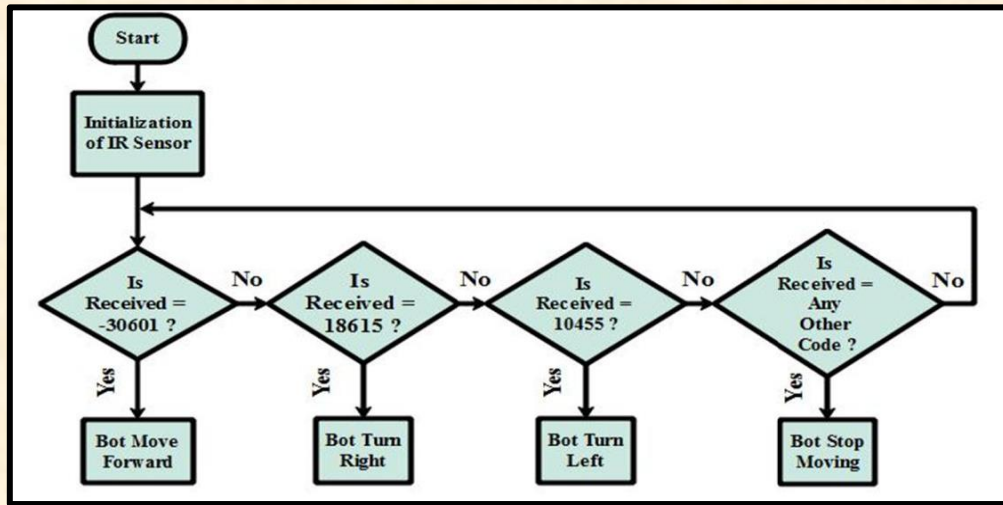 Start
Initialization
of IR Sensor
Is
Received =
-30601 ?
No
Is
Received =
18615 ?
No
Is
Received =
10455 ?
No
Is
Received =
Any
Other
Code ?
No
Yes
Yes
Yes
Yes
Bot Move
Forward
Bot Turn
Right
Bot Turn
Left
Bot Stop
Moving